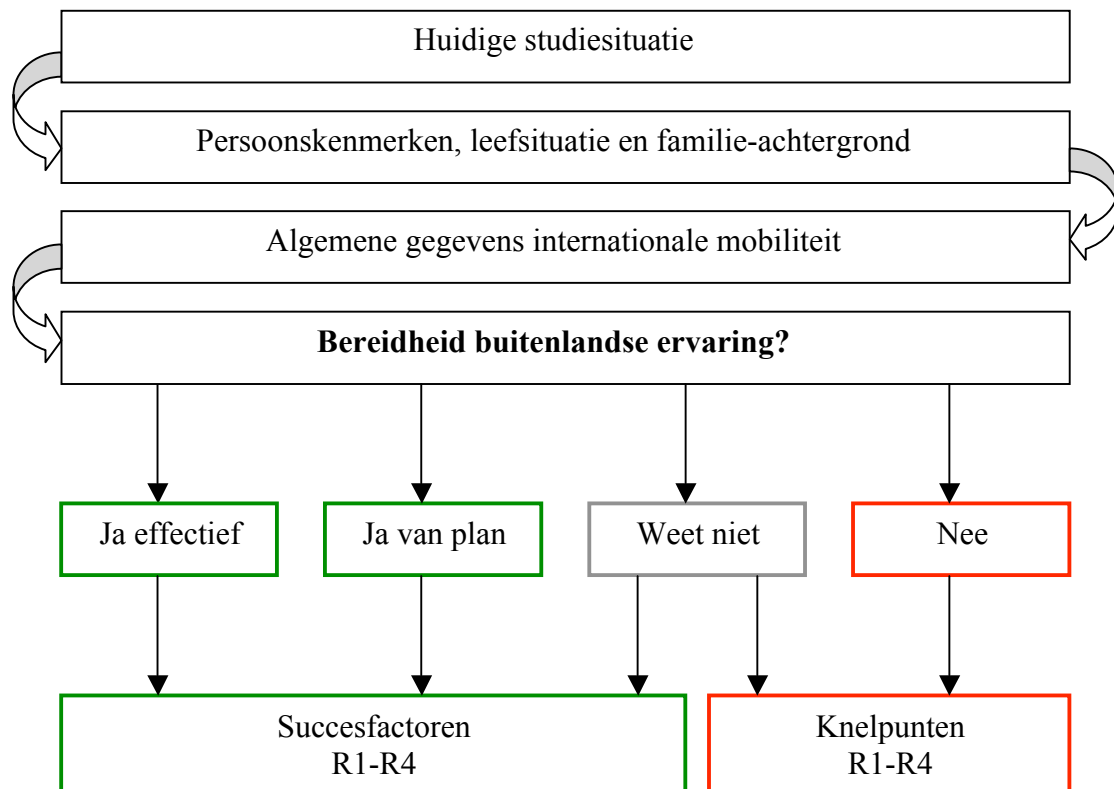 Huidige studiesituatie
Persoonskenmerken, leefsituatie en familie-achtergrond
Algemene gegevens internationale mobiliteit
Bereidheid buitenlandse ervaring?
Ja effectief
Ja van plan
Weet niet
Nee
Succesfactoren
R1-R4
Knelpunten
R1-R4